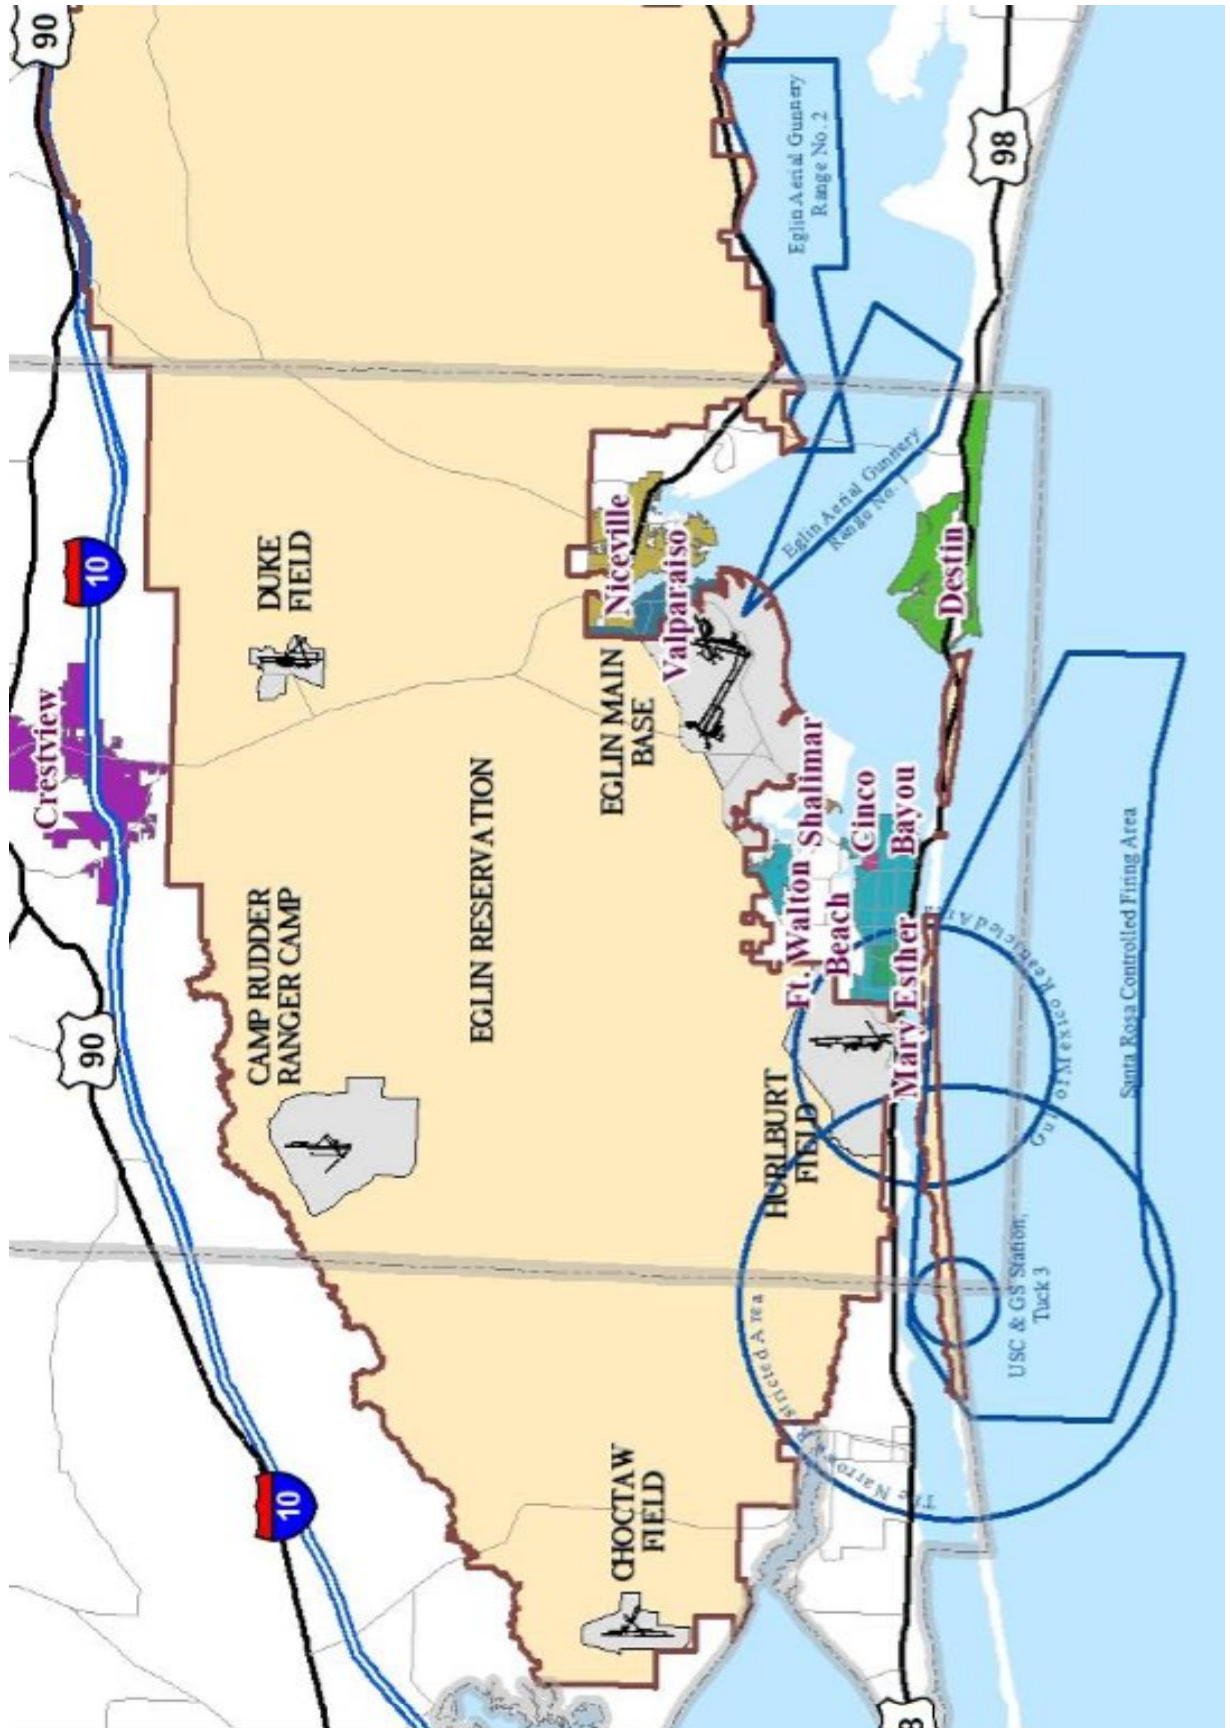 Crestview
10
90
90
10
DUKE
FIELD
CAMP RUDDER
RANGER CAMP
EGLIN RESERVATION
CHOCTAW
FIELD
EGLIN MAIN
BASE
Niceville
Valparaiso
Ft. Walton
Beach
Shalimar
Cinco
Bayou
Mary Esther
HURLBURT
FIELD
Destin
98
Eglin Aerial Gunnery
Range No. 2
Eglin Aerial Gunnery
Range No. 1
The Narrows Restricted Area
Gulf of Mexico Restricted Area
USC & GS Station,
Tuck 3
Santa Rosa Controlled Firing Area